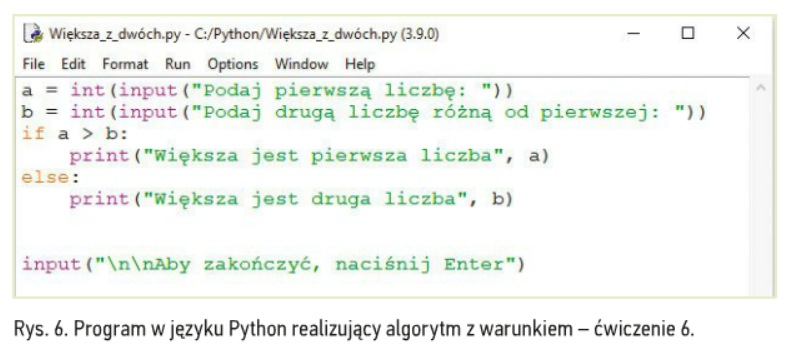 Większa_z_dwóch.py - C:/Python/Większa_z_dwóch.py (3.9.0)
File Edit Format Run Options Window Help
a = int(input("Podaj pierwszą liczbę: "))
b = int(input("Podaj drugą liczbę różną od pierwszej: "))
if a > b:
    print("Większa jest pierwsza liczba", a)
else:
    print("Większa jest druga liczba", b)
input("\n\nAby zakończyć, naciśnij Enter")
Rys. 6. Program w języku Python realizujący algorytm z warunkiem – ćwiczenie 6.